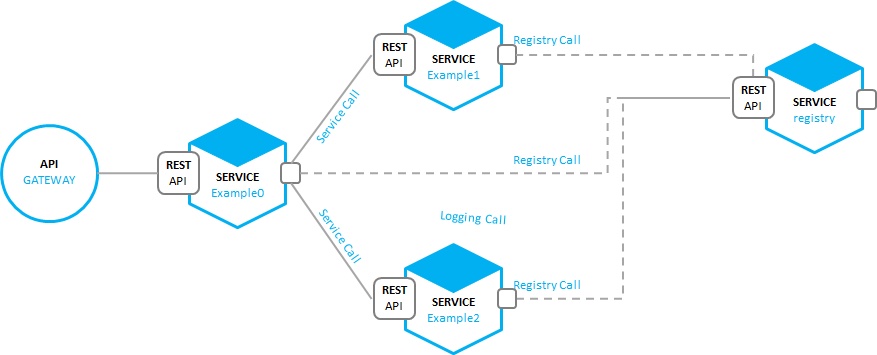 API
GATEWAY
REST
API
SERVICE
Example0
Service Call
Service Call
REST
API
SERVICE
Example1
Registry Call
Registry Call
Logging Call
REST
API
SERVICE
Example2
Registry Call
REST
API
SERVICE
registry